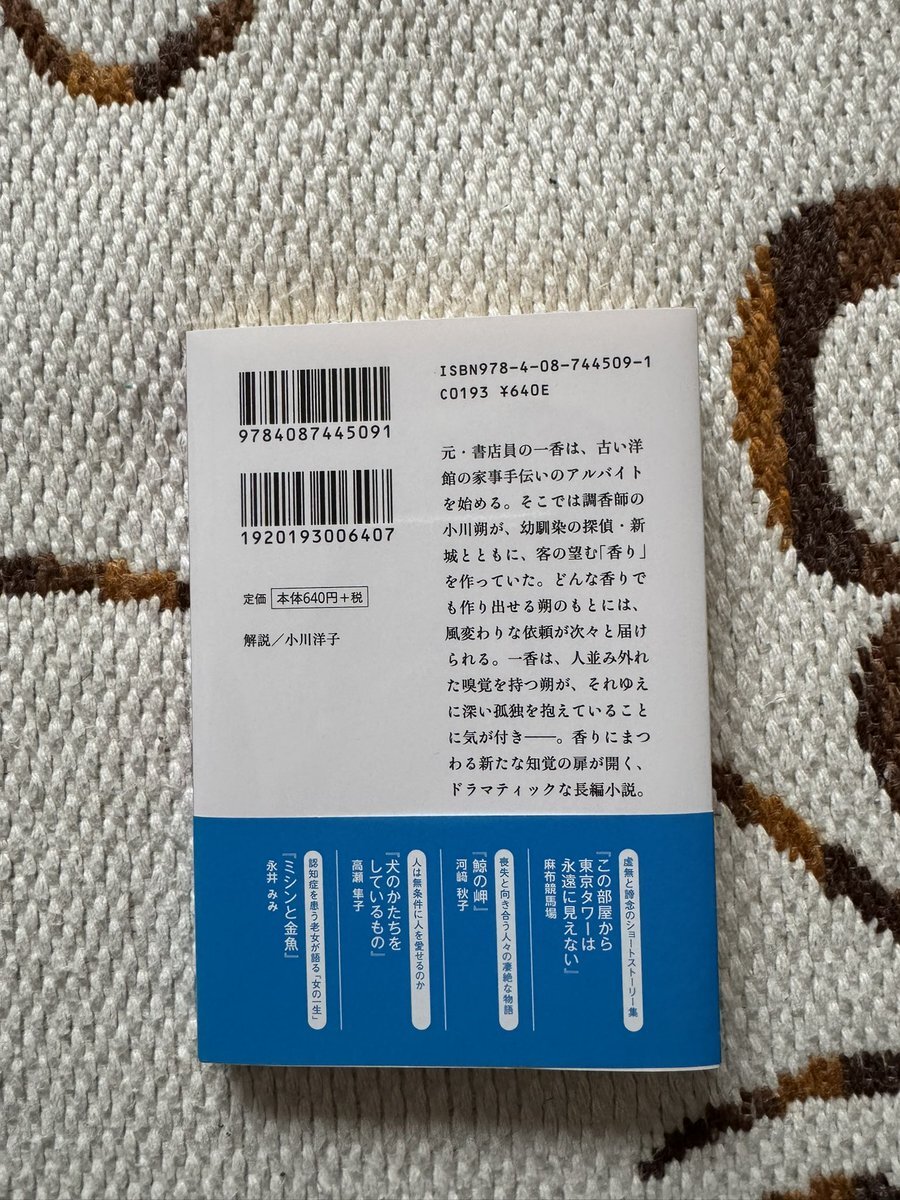 9784087445091
1920193006407
定価 本体640円+税
解説/小川洋子
ISBN978-4-08-744509-1
C0193 ¥640E
元・書店員の一香は、古い洋
館の家事手伝いのアルバイト
を始める。そこでは調香師の
小川朔が、幼馴染の探偵・新
城とともに、客の望む「香り」
を作っていた。どんな香りで
も作り出せる朔のもとには、
風変わりな依頼が次々と届け
られる。一香は、人並み外れ
た嗅覚を持つ朔が、それゆえ
に深い孤独を抱えていること
に気が付き――。香りにまつ
わる新たな知覚の扉が開く、
ドラマティックな長編小説。
虚無と諦念のショートストーリー集
『この部屋から
東京タワーは
永遠に見えない』
麻布競馬場
喪失と向き合う人々の凄絶な物語
『鯨の岬』
河﨑 秋子
人は無条件に人を愛せるのか
『犬のかたちを
しているもの』
高瀬 隼子
認知症を患う老女が語る「女の一生」
『ミシンと金魚』
永井 みみ